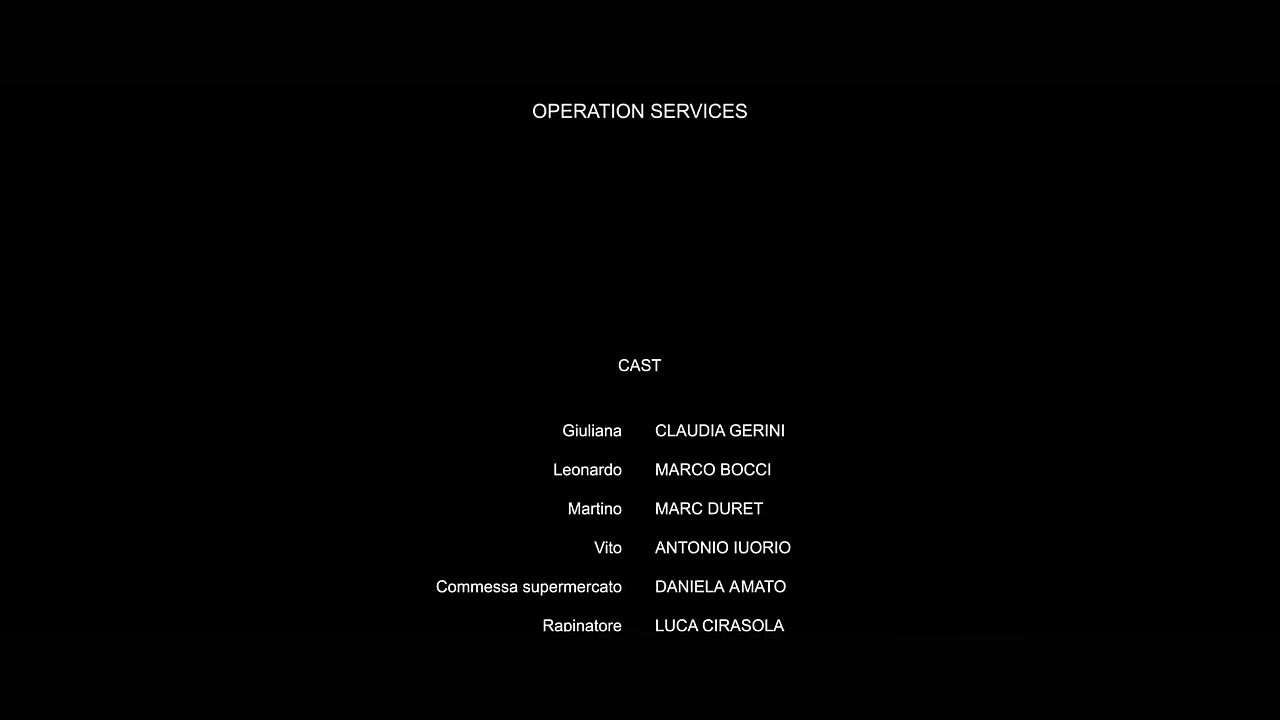 OPERATION SERVICES
CAST
Giuliana CLAUDIA GERINI
Leonardo MARCO BOCCI
Martino MARC DURET
Vito ANTONIO IUORIO
Commessa supermercato DANIELA AMATO
Rapinatore LUCA CIRASOLA